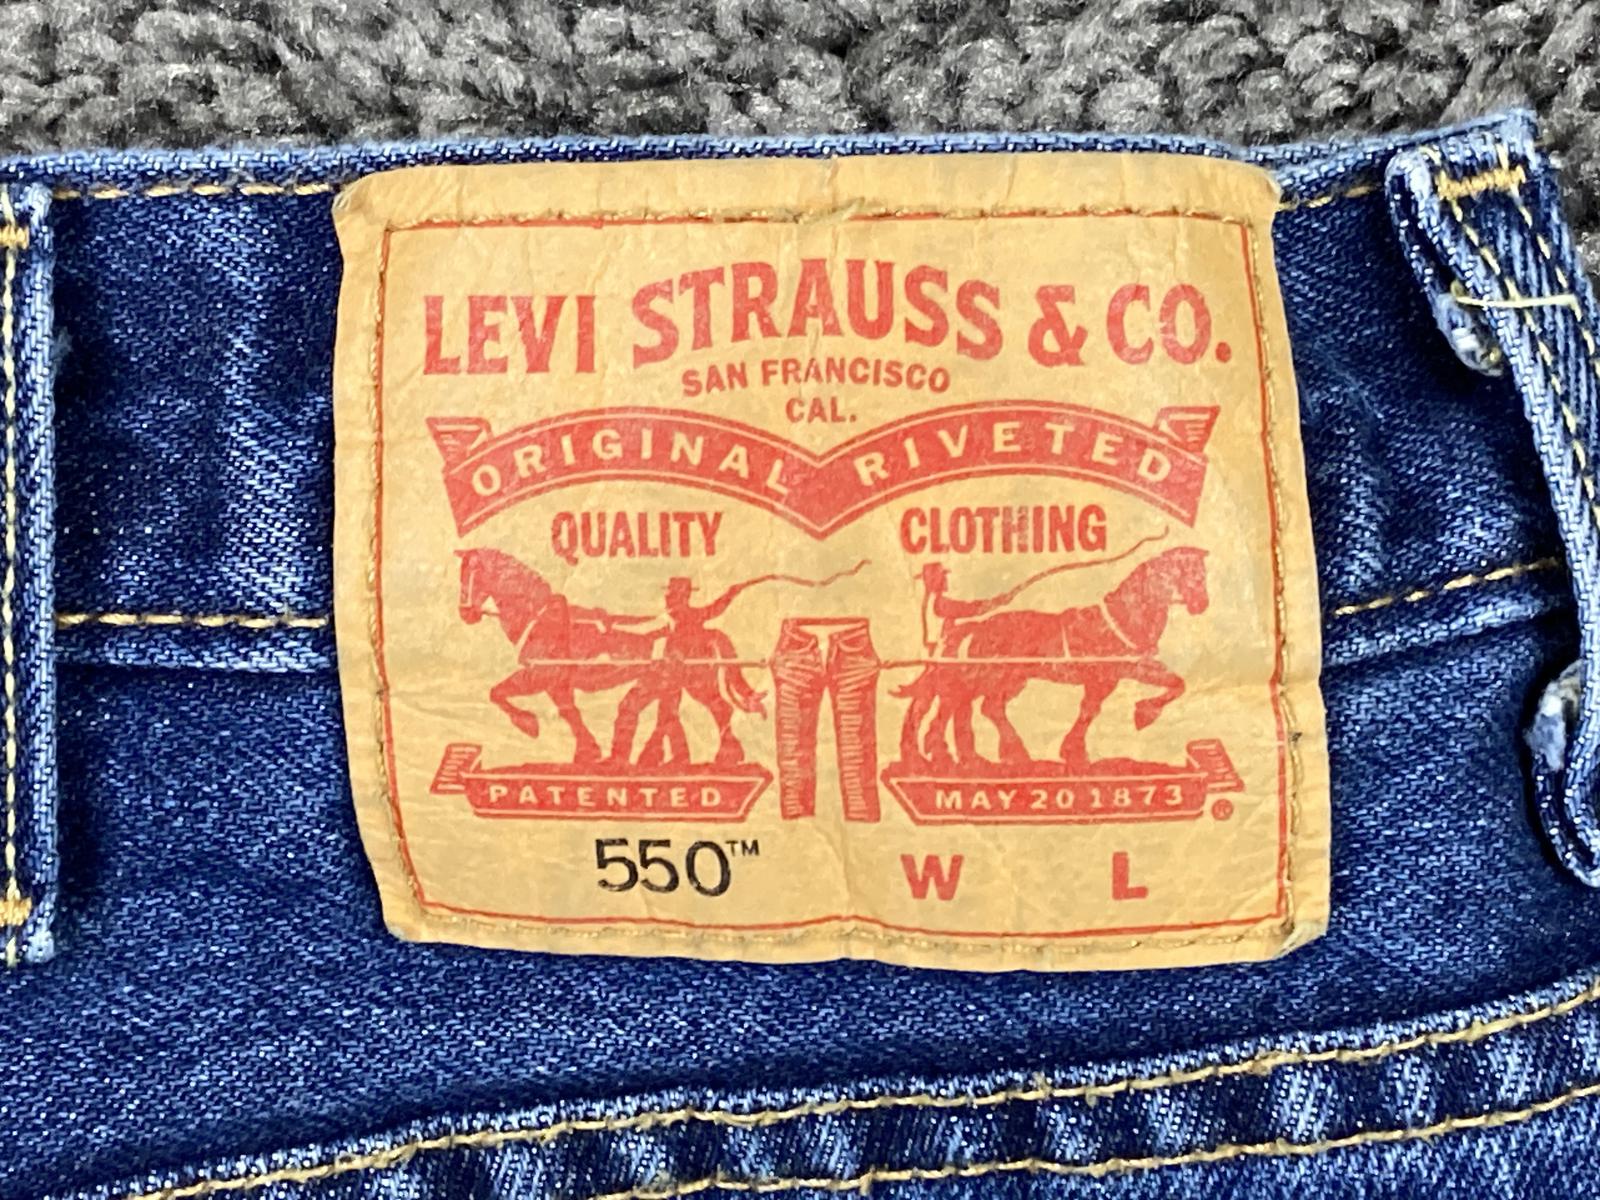 LEVI STRAUSS & CO.
SAN FRANCISCO
CAL.
ORIGINAL RIVETED
QUALITY CLOTHING
PATENTED MAY 20 1873 ®
550™ W L